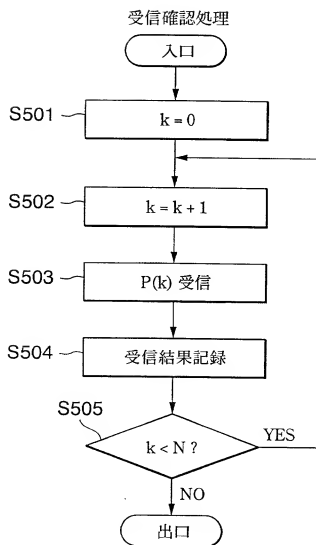 受信確認処理
入口
S501
k = 0
S502
k = k + 1
S503
P(k) 受信
S504
受信結果記録
S505
k < N ?
YES
NO
出口